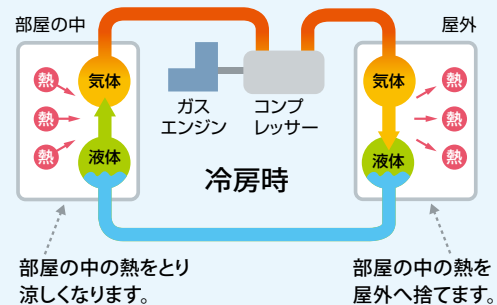 部屋の中
屋外
熱
熱
熱
気体
液体
ガス
エンジン
コンプ
レッサー
冷房時
気体
液体
熱
熱
熱
部屋の中の熱をとり
涼しくなります。
部屋の中の熱を
屋外へ捨てます。